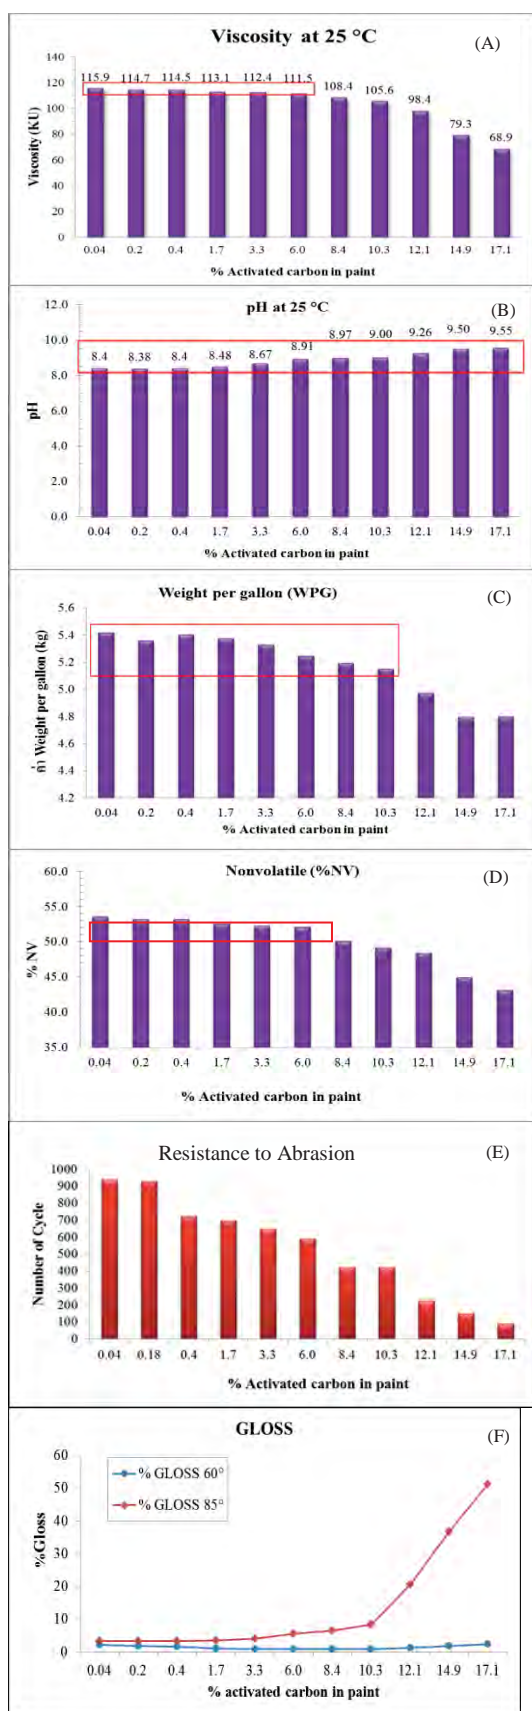 Viscosity at 25 °C
(A)
140
120
100
80
60
40
20
0
Viscosity (KU)
115.9 114.7 114.5 113.1 112.4 111.5 108.4 105.6 98.4 79.3 68.9
0.04 0.2 0.4 1.7 3.3 6.0 8.4 10.3 12.1 14.9 17.1
% Activated carbon in paint
(B)
pH at 25 °C
12.0
10.0
8.0
6.0
4.0
2.0
0.0
pH
8.4 8.38 8.4 8.48 8.67 8.91 8.97 9.00 9.26 9.50 9.55
0.04 0.2 0.4 1.7 3.3 6.0 8.4 10.3 12.1 14.9 17.1
% Activated carbon in paint
Weight per gallon (WPG)
(C)
5.6
5.4
5.2
5.0
4.8
4.6
4.4
4.2
ค่า Weight per gallon (kg)
0.04 0.2 0.4 1.7 3.3 6.0 8.4 10.3 12.1 14.9 17.1
% Activated carbon in paint
Nonvolatile (%NV)
(D)
60.0
55.0
50.0
45.0
40.0
35.0
% NV
0.04 0.2 0.4 1.7 3.3 6.0 8.4 10.3 12.1 14.9 17.1
% Activated carbon in paint
Resistance to Abrasion
(E)
1000
900
800
700
600
500
400
300
200
100
0
Number of Cycle
0.04 0.18 0.4 1.7 3.3 6.0 8.4 10.3 12.1 14.9 17.1
% Activated carbon in paint
GLOSS
(F)
60
50
40
30
20
10
0
%Gloss
% GLOSS 60°
% GLOSS 85°
0.04 0.2 0.4 1.7 3.3 6.0 8.4 10.3 12.1 14.9 17.1
% activated carbon in paint